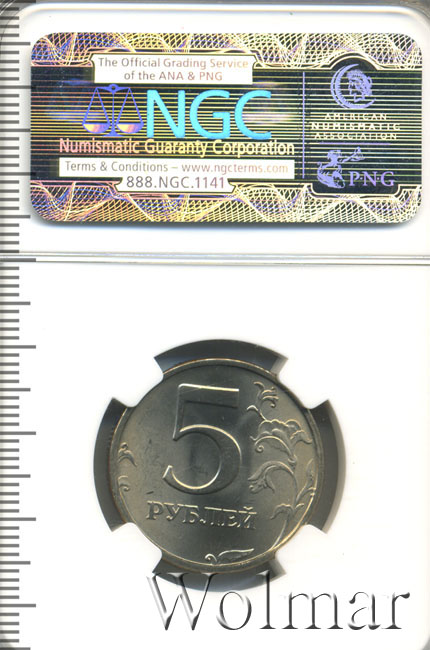 The Official Grading Service
of the ANA & PNG
NGC
Numismatic Guaranty Corporation
Terms & Conditions – www.ngcterms.com
888.NGC.1141
AMERICAN
NUMISMATIC
ASSOCIATION
PNG
5
РУБЛЕЙ
Wolmar